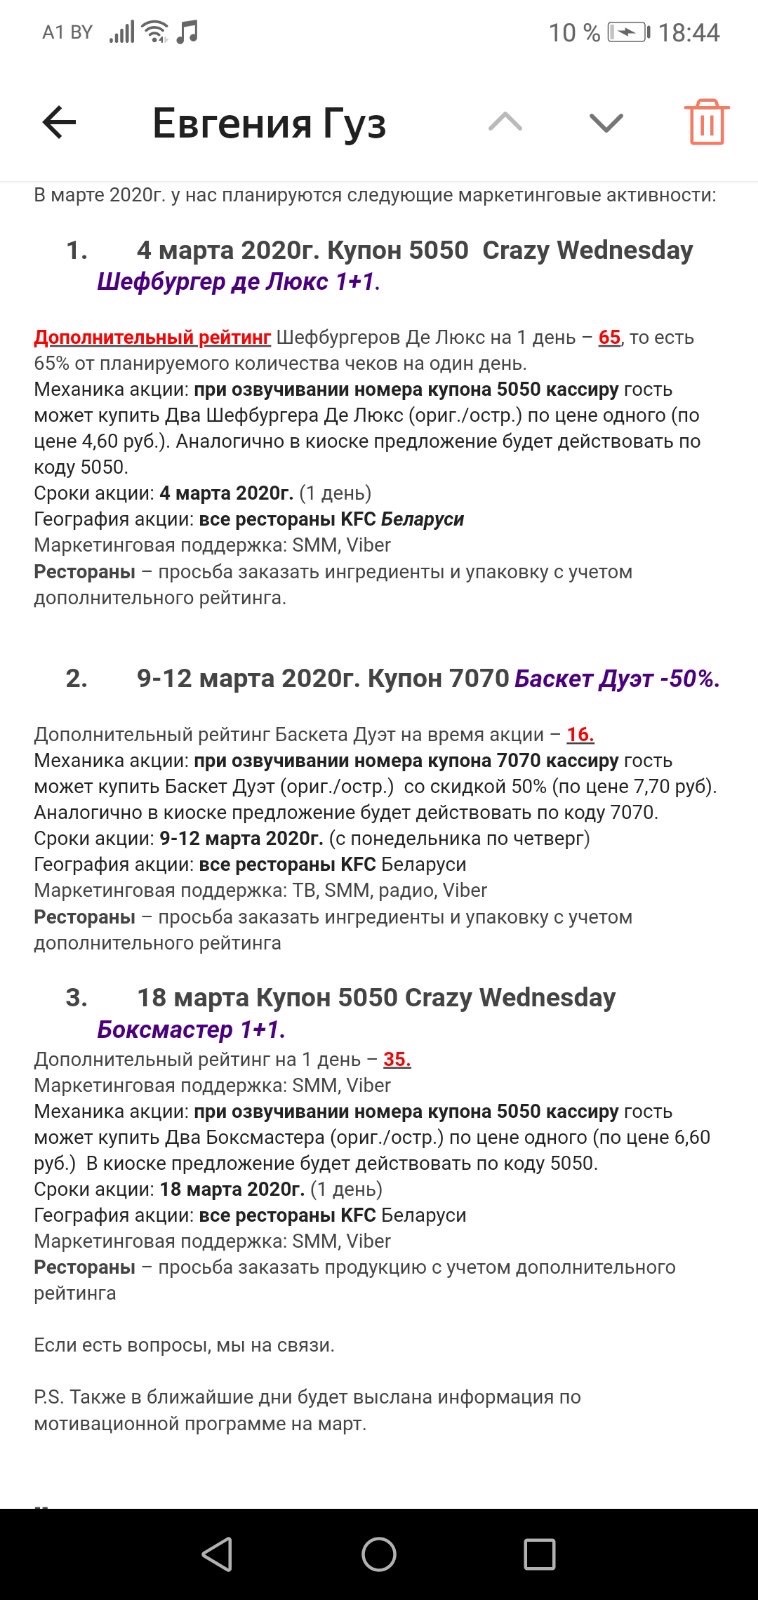 A1 BY 10 % 18:44
Евгения Гуз
В марте 2020г. у нас планируются следующие маркетинговые активности:
1. 4 марта 2020г. Купон 5050 Crazy Wednesday
Шефбургер де Люкс 1+1.
Дополнительный рейтинг Шефбургеров Де Люкс на 1 день – 65, то есть
65% от планируемого количества чеков на один день.
Механика акции: при озвучивании номера купона 5050 кассиру гость
может купить Два Шефбургера Де Люкс (ориг./остр.) по цене одного (по
цене 4,60 руб.). Аналогично в киоске предложение будет действовать по
коду 5050.
Сроки акции: 4 марта 2020г. (1 день)
География акции: все рестораны KFC Беларуси
Маркетинговая поддержка: SMM, Viber
Рестораны – просьба заказать ингредиенты и упаковку с учетом
дополнительного рейтинга.
2. 9-12 марта 2020г. Купон 7070 Баскет Дуэт -50%.
Дополнительный рейтинг Баскета Дуэт на время акции – 16.
Механика акции: при озвучивании номера купона 7070 кассиру гость
может купить Баскет Дуэт (ориг./остр.) со скидкой 50% (по цене 7,70 руб).
Аналогично в киоске предложение будет действовать по коду 7070.
Сроки акции: 9-12 марта 2020г. (с понедельника по четверг)
География акции: все рестораны KFC Беларуси
Маркетинговая поддержка: ТВ, SMM, радио, Viber
Рестораны – просьба заказать ингредиенты и упаковку с учетом
дополнительного рейтинга
3. 18 марта Купон 5050 Crazy Wednesday
Боксмастер 1+1.
Дополнительный рейтинг на 1 день – 35.
Маркетинговая поддержка: SMM, Viber
Механика акции: при озвучивании номера купона 5050 кассиру гость
может купить Два Боксмастера (ориг./остр.) по цене одного (по цене 6,60
руб.) В киоске предложение будет действовать по коду 5050.
Сроки акции: 18 марта 2020г. (1 день)
География акции: все рестораны KFC Беларуси
Маркетинговая поддержка: SMM, Viber
Рестораны – просьба заказать продукцию с учетом дополнительного
рейтинга
Если есть вопросы, мы на связи.
P.S. Также в ближайшие дни будет выслана информация по
мотивационной программе на март.